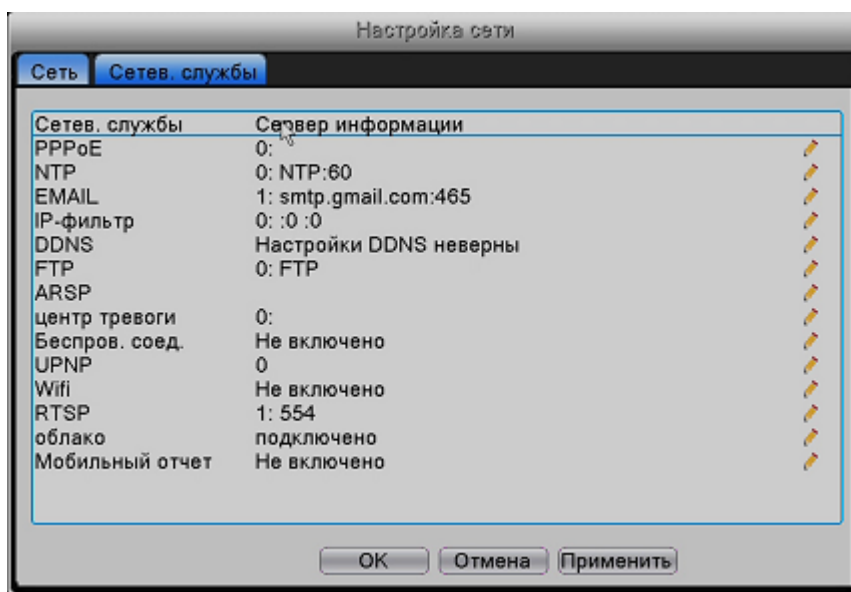 Настройка сети
Сеть Сетев. службы
Сетев. службы Сервер информации
PPPoE 0:
NTP 0: NTP:60
EMAIL 1: smtp.gmail.com:465
IP-фильтр 0: :0 :0
DDNS Настройки DDNS неверны
FTP 0: FTP
ARSP
центр тревоги 0:
Беспров. соед. Не включено
UPNP 0
Wifi Не включено
RTSP 1: 554
облако подключено
Мобильный отчет Не включено
OK Отмена Применить